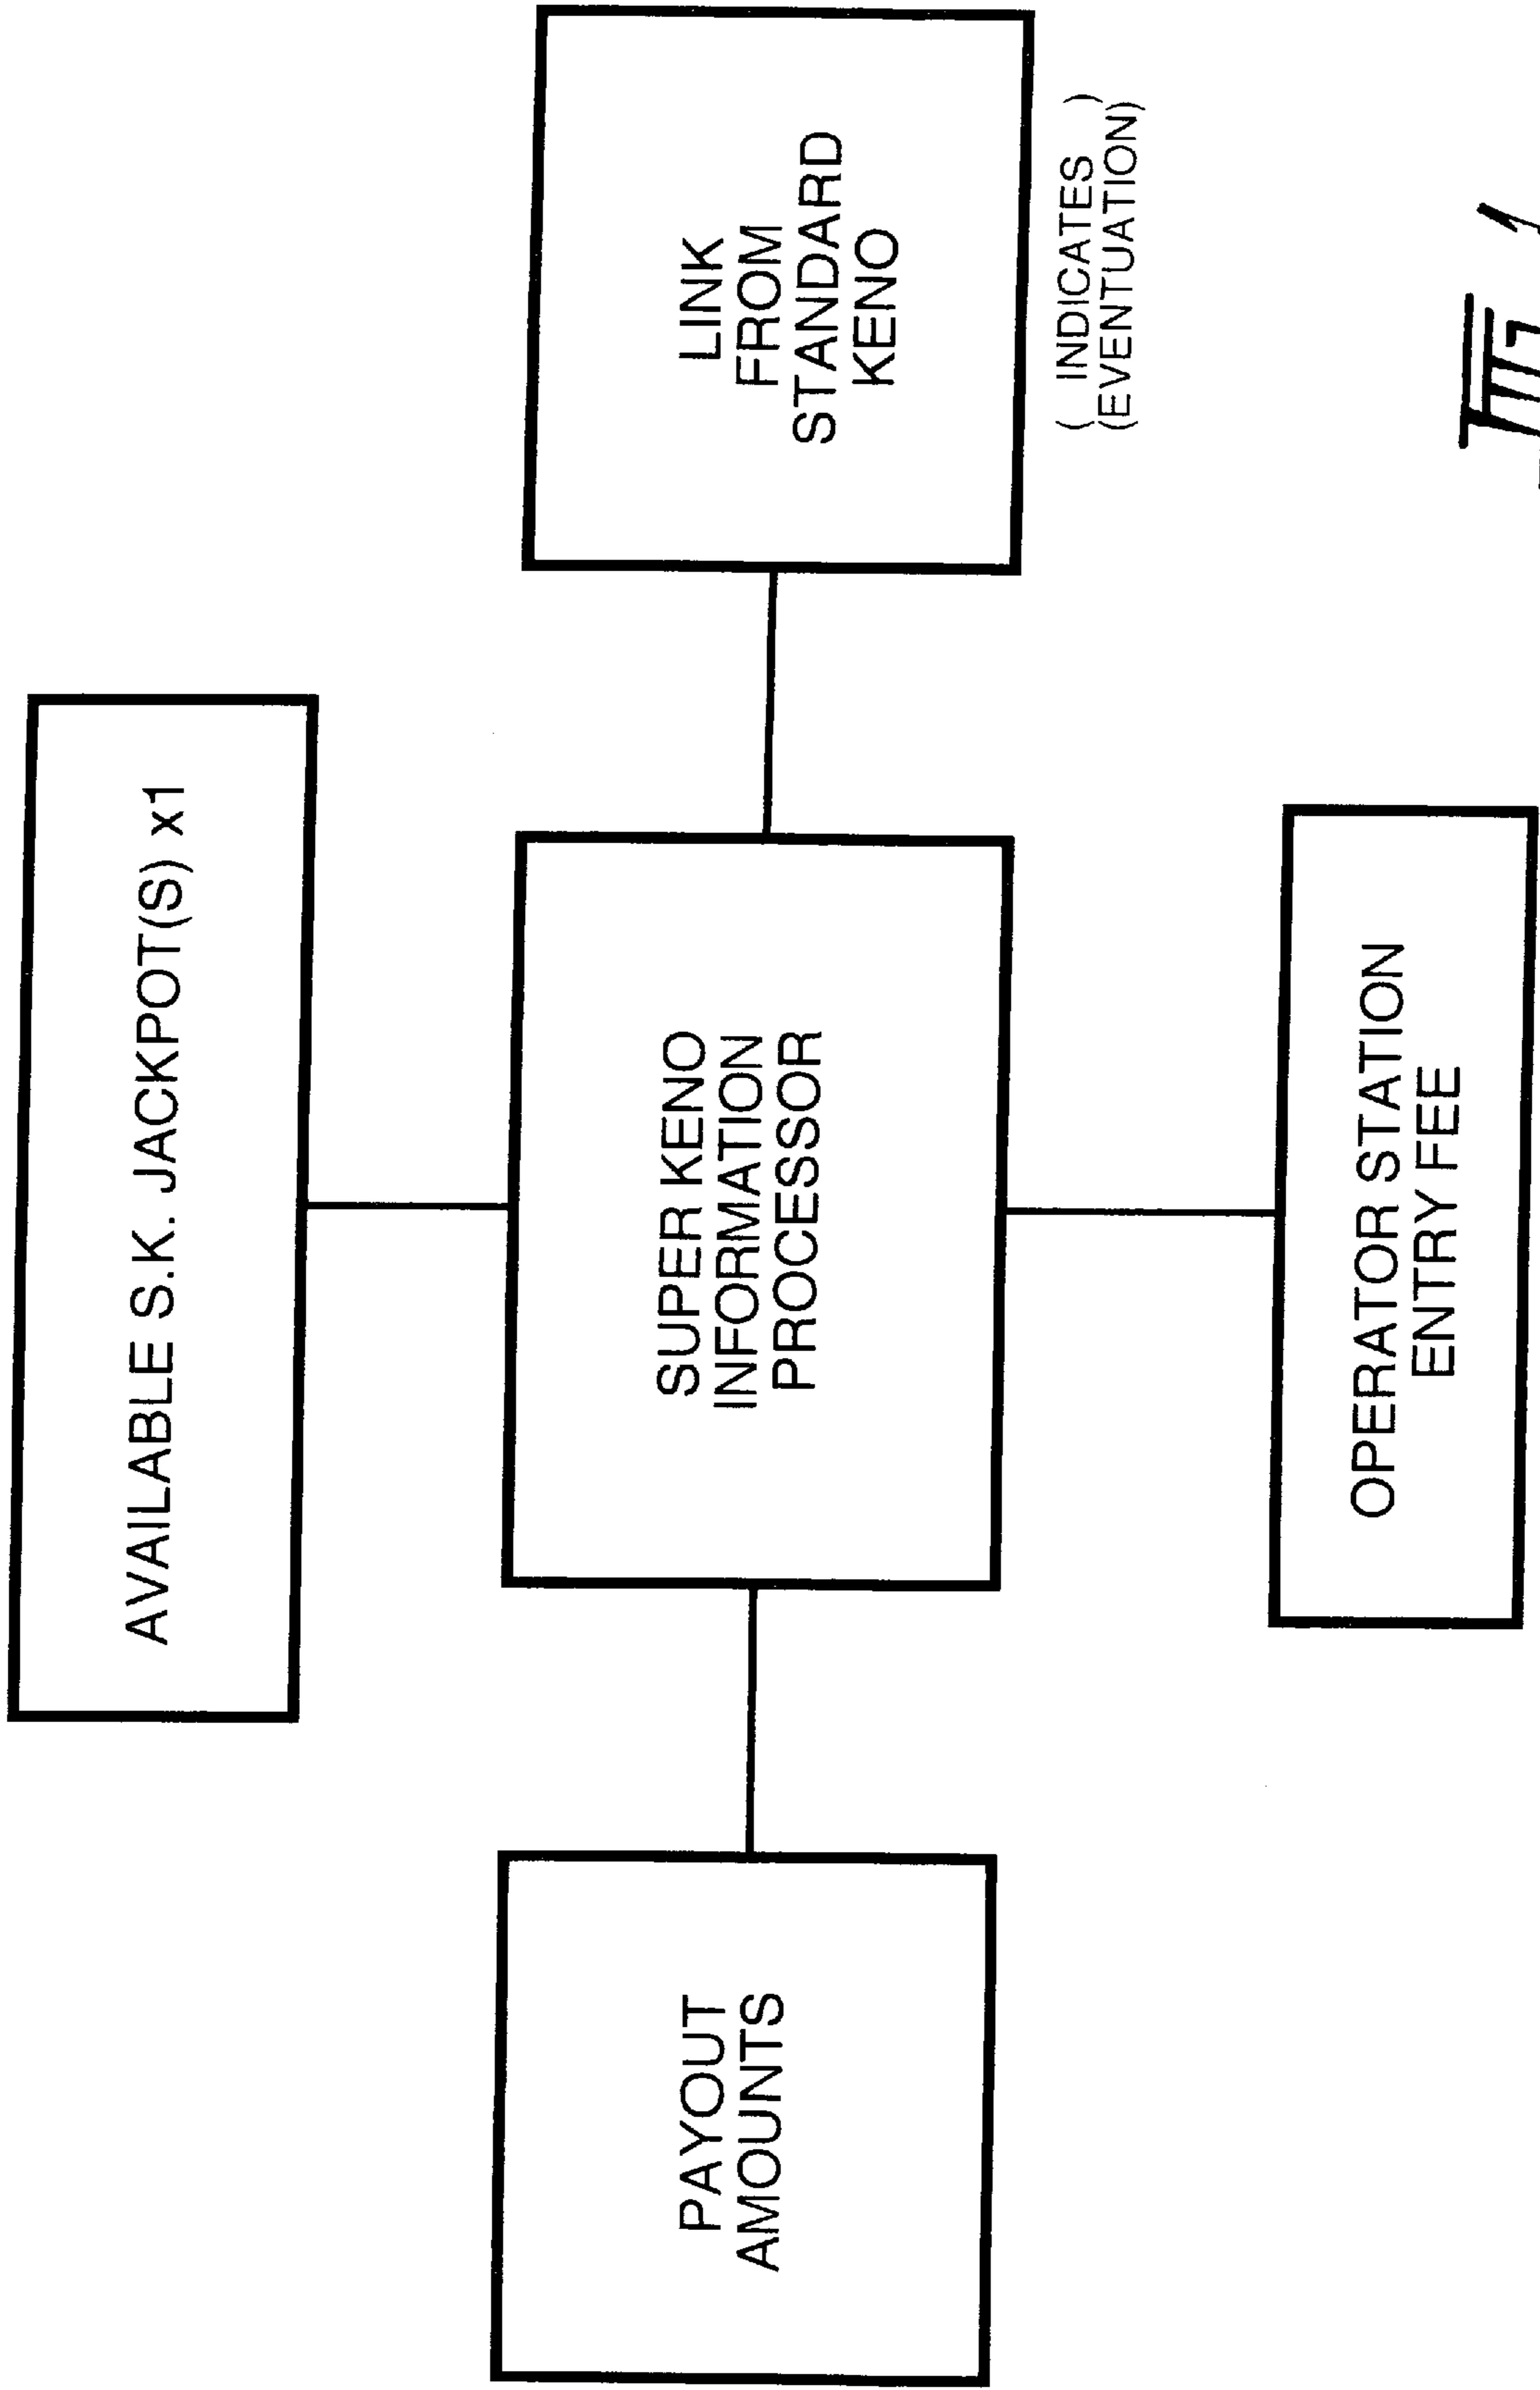 AVAILABLE S.K. JACKPOT(S) x1
PAYOUT
AMOUNTS
SUPER KENO
INFORMATION
PROCESSOR
LINK
FROM
STANDARD
KENO
( INDICATES )
(EVENTUATION)
OPERATOR STATION
ENTRY FEE